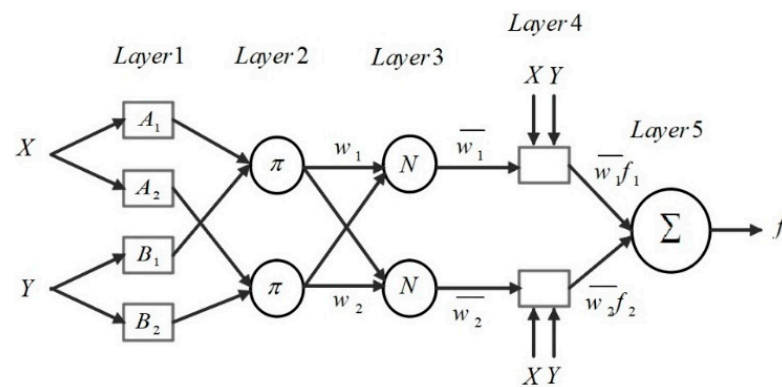 Layer 4
Layer 1 Layer 2 Layer 3
X Y
Layer 5
A₁
X
w₁
w̅₁
π
N
w̅₁f₁
A₂
Σ
f
B₁
Y
π
N
w₂
w̅₂
w̅₂f₂
B₂
X Y